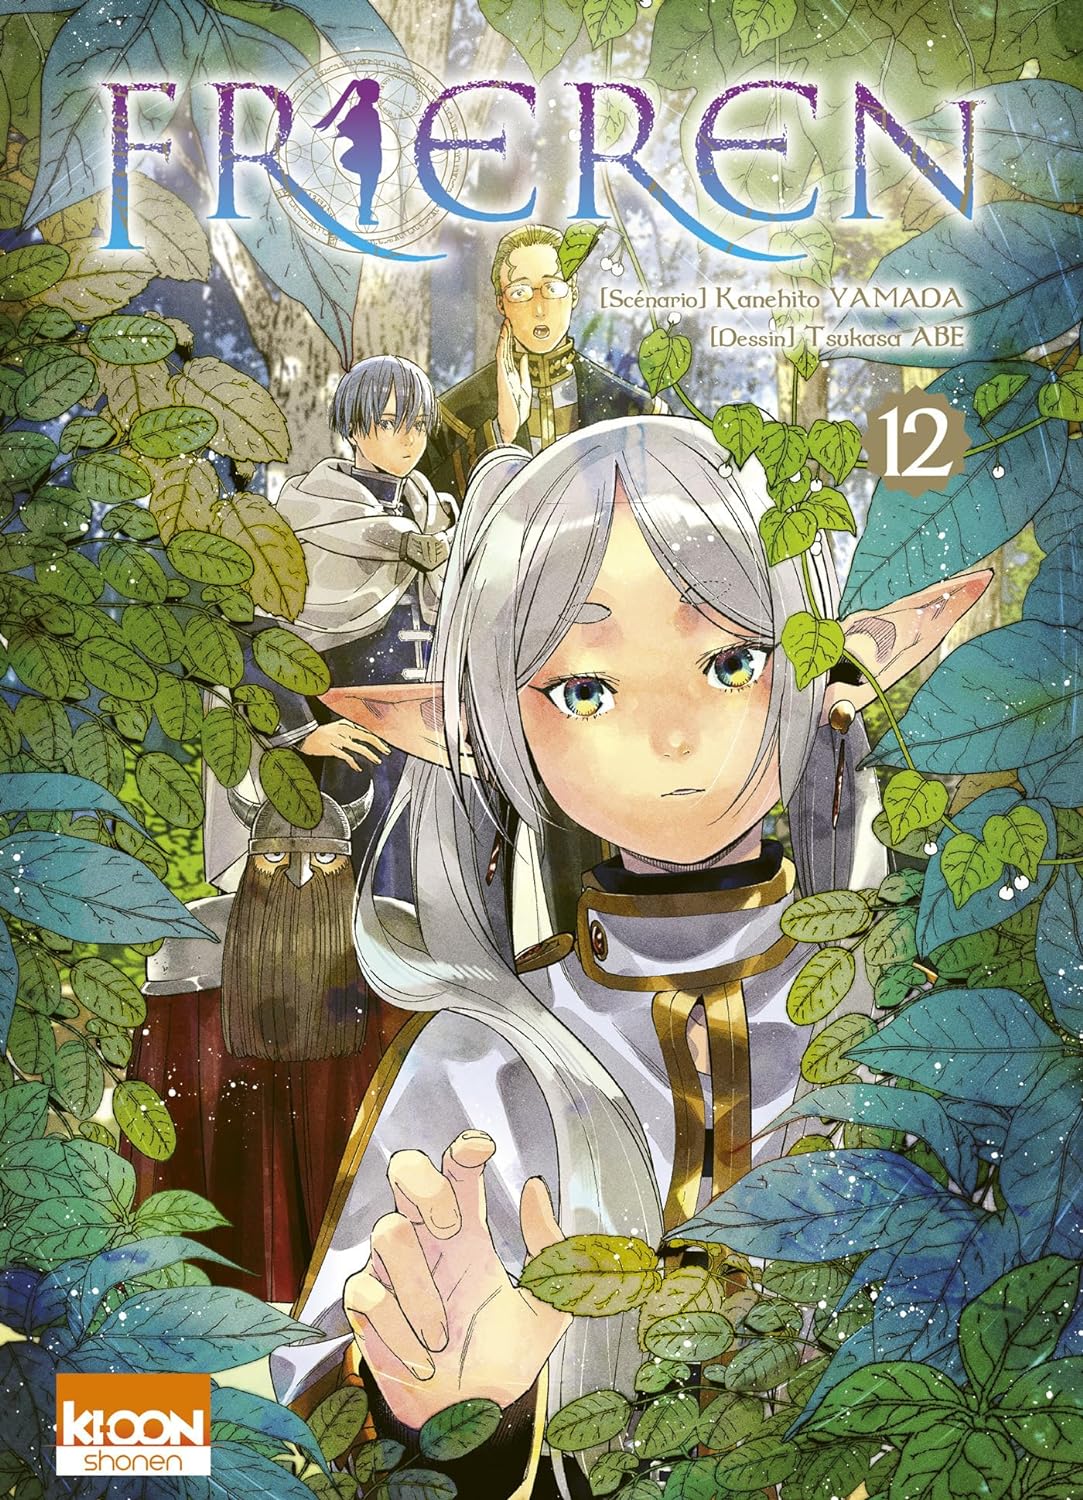 FRIEREN
[Scénario] Kanehito YAMADA
[Dessin] Tsukasa ABE
12
KI-OON
shonen